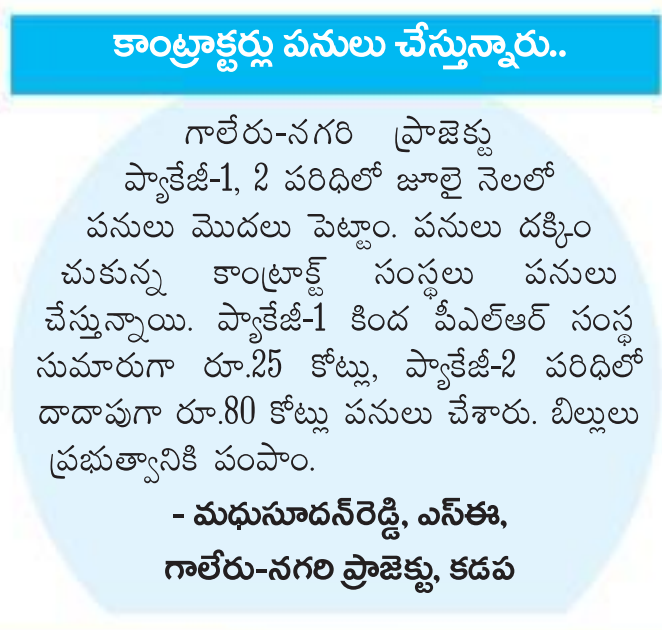 కాంట్రాక్టర్లు పనులు చేస్తున్నారు..
గాలేరు-నగరి ప్రాజెక్టు
ప్యాకేజీ-1, 2 పరిధిలో జూలై నెలలో
పనులు మొదలు పెట్టాం. పనులు దక్కిం
చుకున్న కాంట్రాక్ట్ సంస్థలు పనులు
చేస్తున్నాయి. ప్యాకేజీ-1 కింద పీఎల్ఆర్ సంస్థ
సుమారుగా రూ.25 కోట్లు, ప్యాకేజీ-2 పరిధిలో
దాదాపుగా రూ.80 కోట్లు పనులు చేశారు. బిల్లులు
ప్రభుత్వానికి పంపాం.
- మధుసూదన్‌రెడ్డి, ఎస్ఈ,
గాలేరు-నగరి ప్రాజెక్టు, కడప